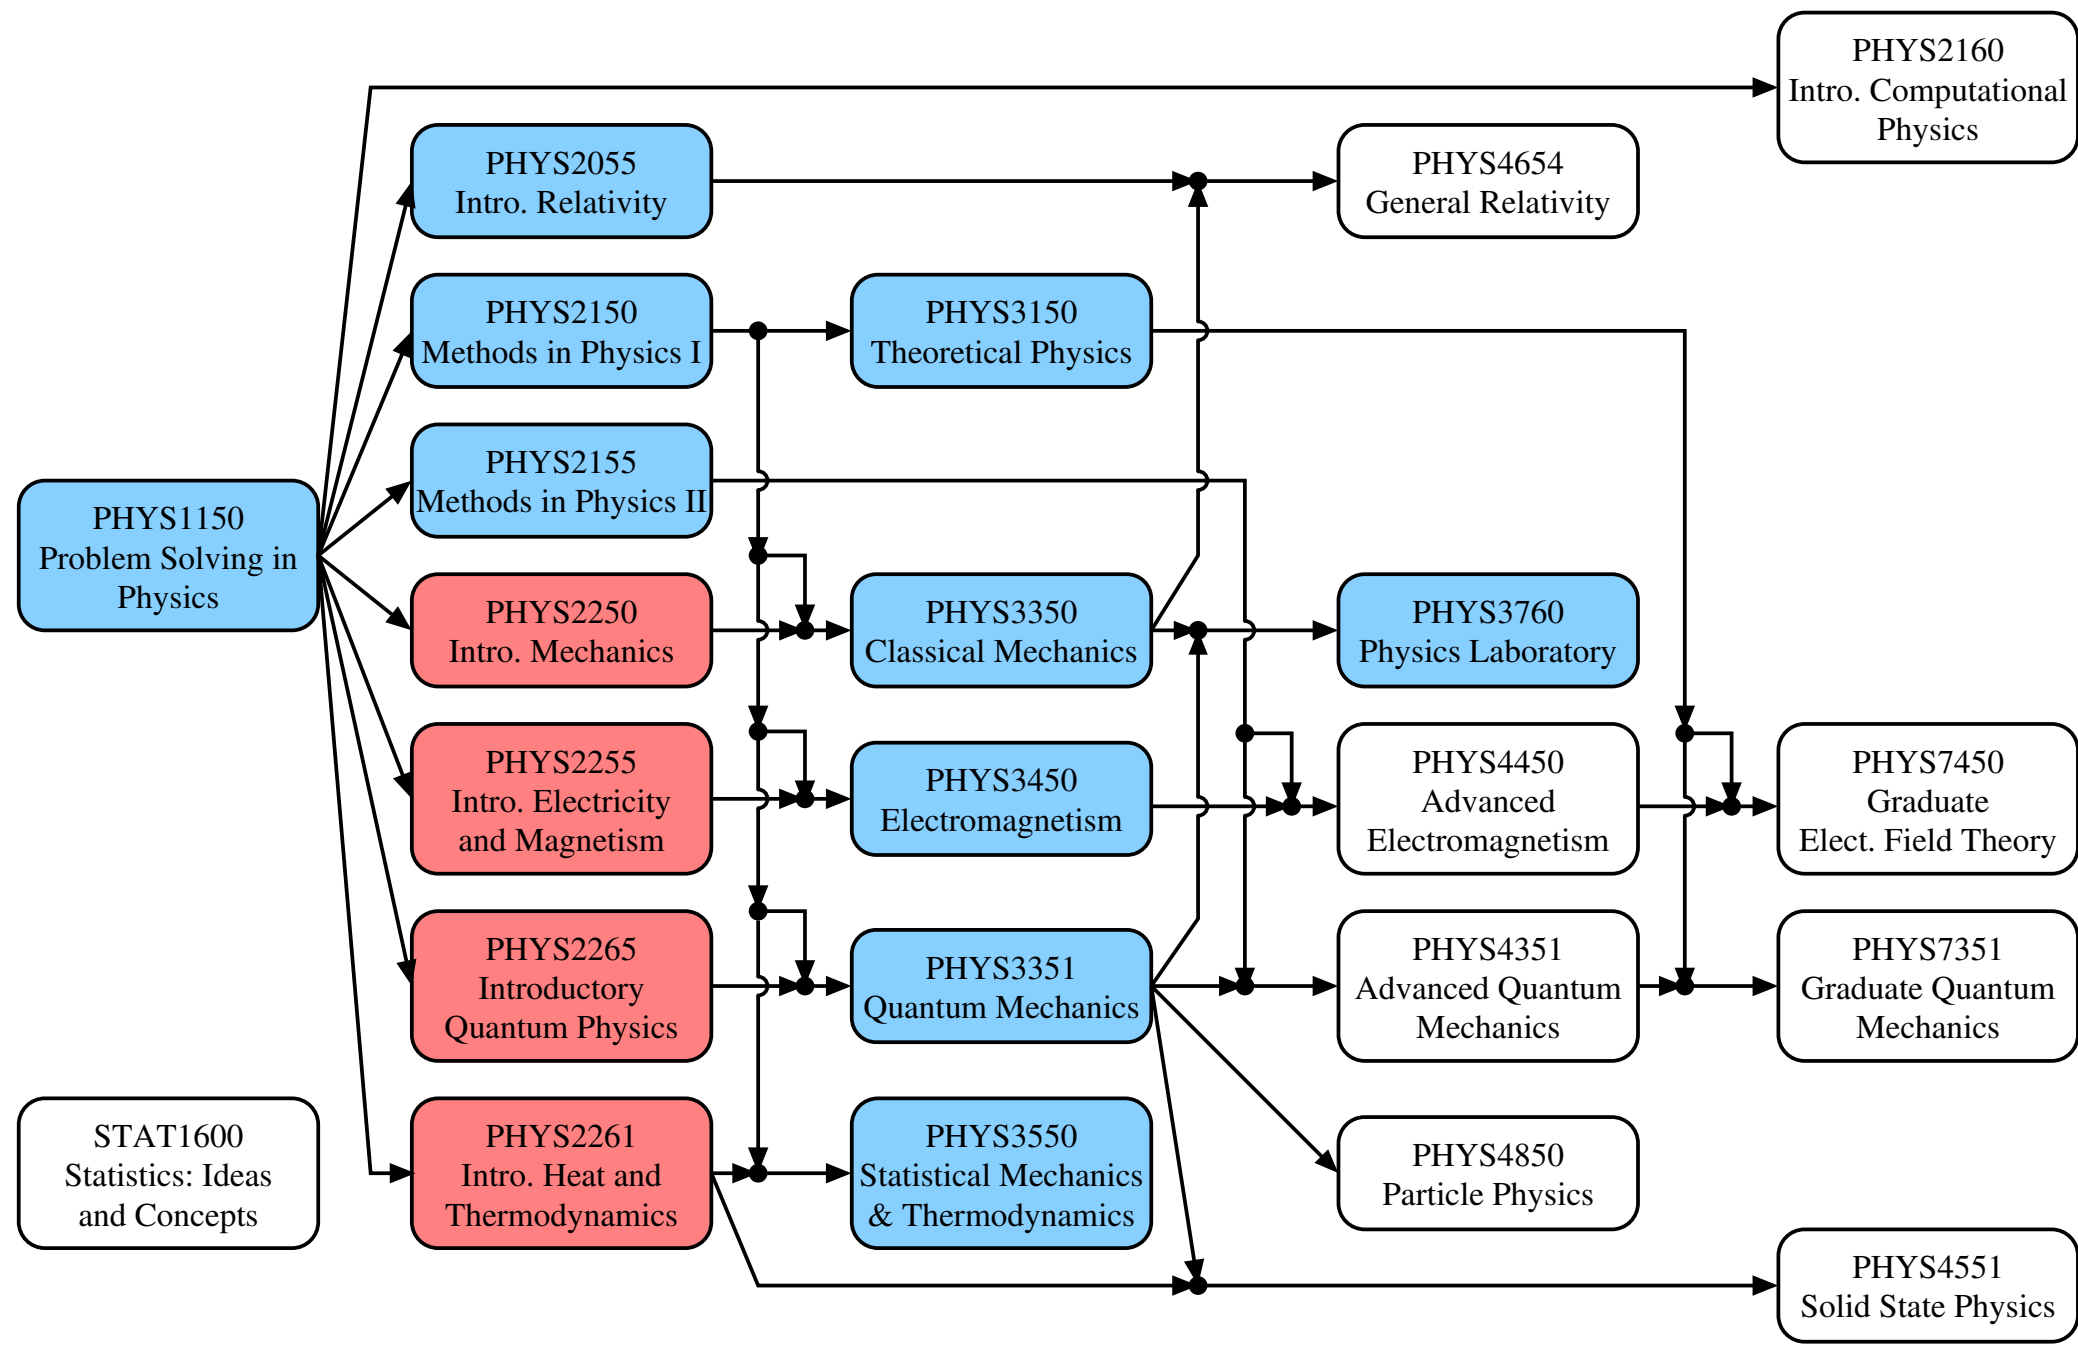 PHYS2160
Intro. Computational
Physics
PHYS2055
Intro. Relativity
PHYS4654
General Relativity
PHYS2150
Methods in Physics I
PHYS3150
Theoretical Physics
PHYS2155
Methods in Physics II
PHYS1150
Problem Solving in
Physics
PHYS2250
Intro. Mechanics
PHYS3350
Classical Mechanics
PHYS3760
Physics Laboratory
PHYS2255
Intro. Electricity
and Magnetism
PHYS3450
Electromagnetism
PHYS4450
Advanced
Electromagnetism
PHYS7450
Graduate
Elect. Field Theory
PHYS2265
Introductory
Quantum Physics
PHYS3351
Quantum Mechanics
PHYS4351
Advanced Quantum
Mechanics
PHYS7351
Graduate Quantum
Mechanics
STAT1600
Statistics: Ideas
and Concepts
PHYS2261
Intro. Heat and
Thermodynamics
PHYS3550
Statistical Mechanics
& Thermodynamics
PHYS4850
Particle Physics
PHYS4551
Solid State Physics